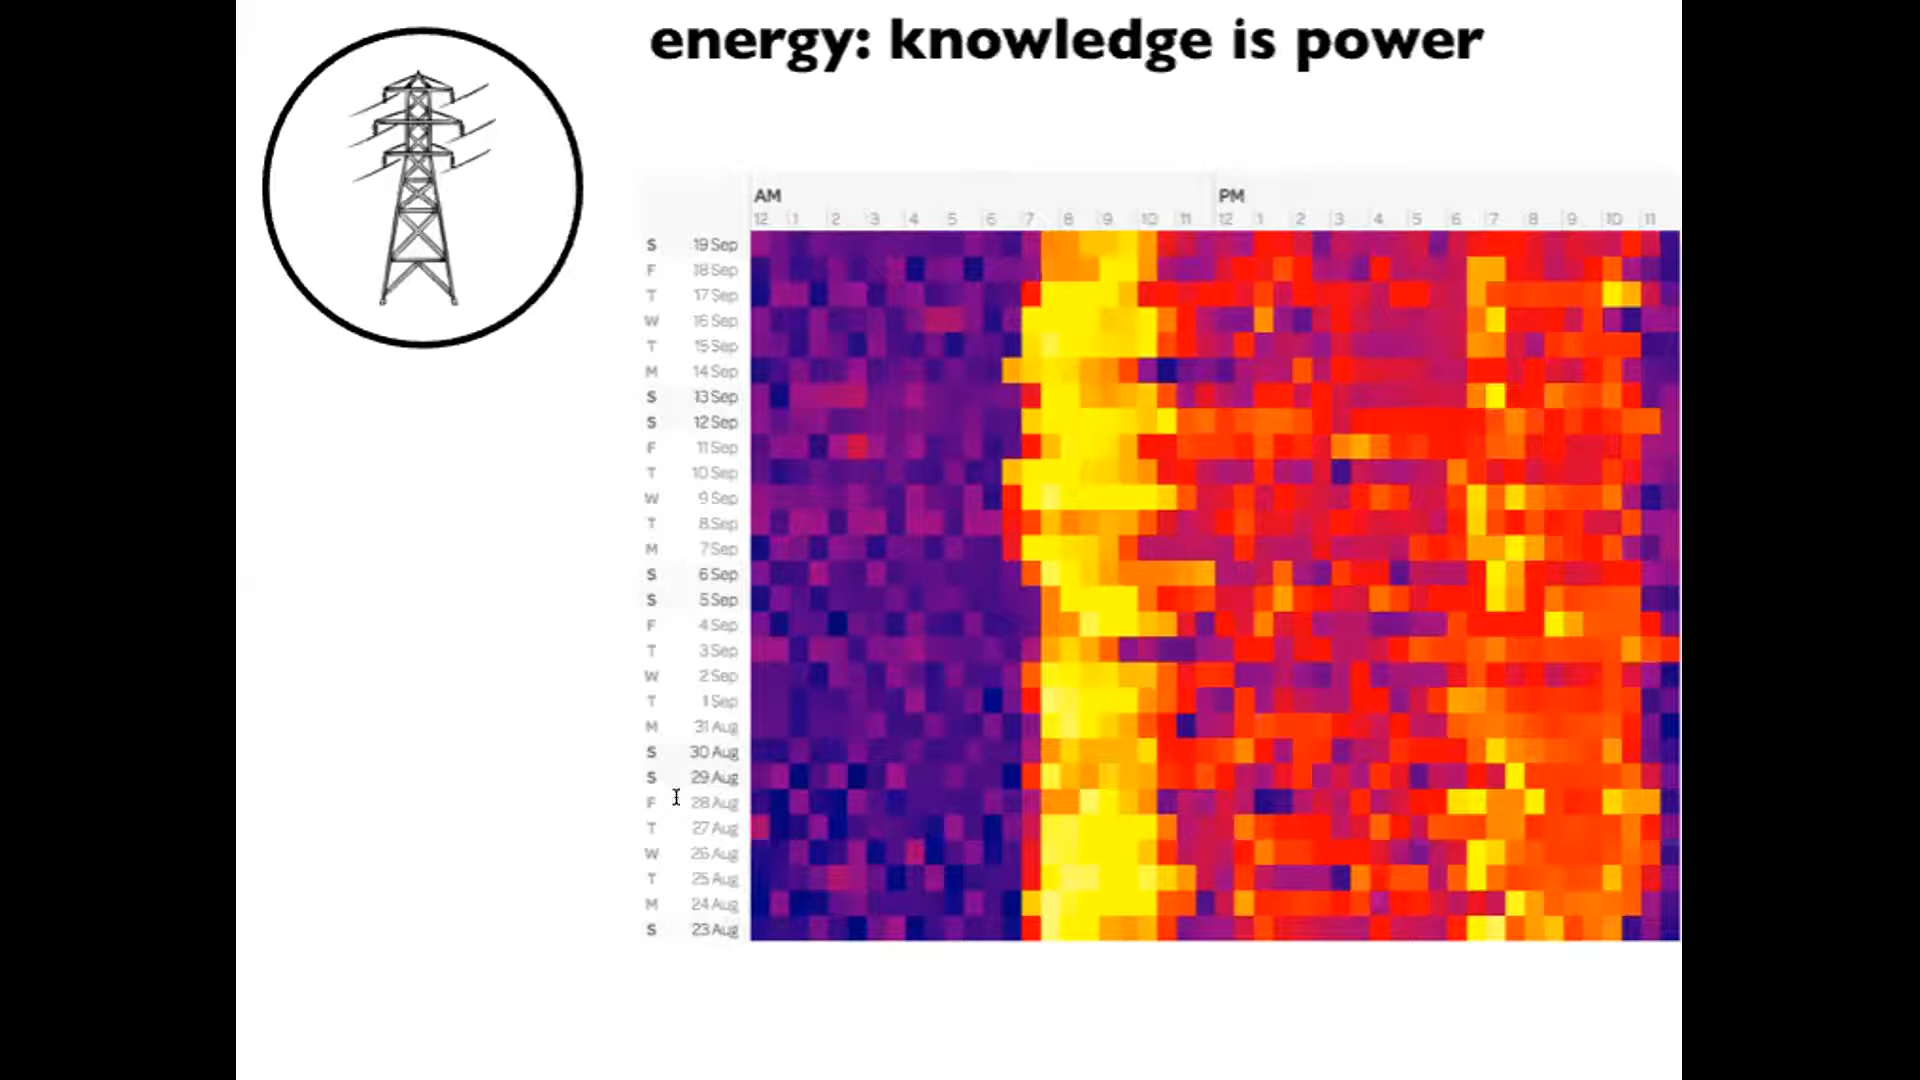 energy: knowledge is power
AM PM
12 1 2 3 4 5 6 7 8 9 10 11 12 1 2 3 4 5 6 7 8 9 10 11
S 19 Sep
F 18 Sep
T 17 Sep
W 16 Sep
T 15 Sep
M 14 Sep
S 13 Sep
S 12 Sep
F 11 Sep
T 10 Sep
W 9 Sep
T 8 Sep
M 7 Sep
S 6 Sep
S 5 Sep
F 4 Sep
T 3 Sep
W 2 Sep
T 1 Sep
M 31 Aug
S 30 Aug
S 29 Aug
F 28 Aug
T 27 Aug
W 26 Aug
T 25 Aug
M 24 Aug
S 23 Aug